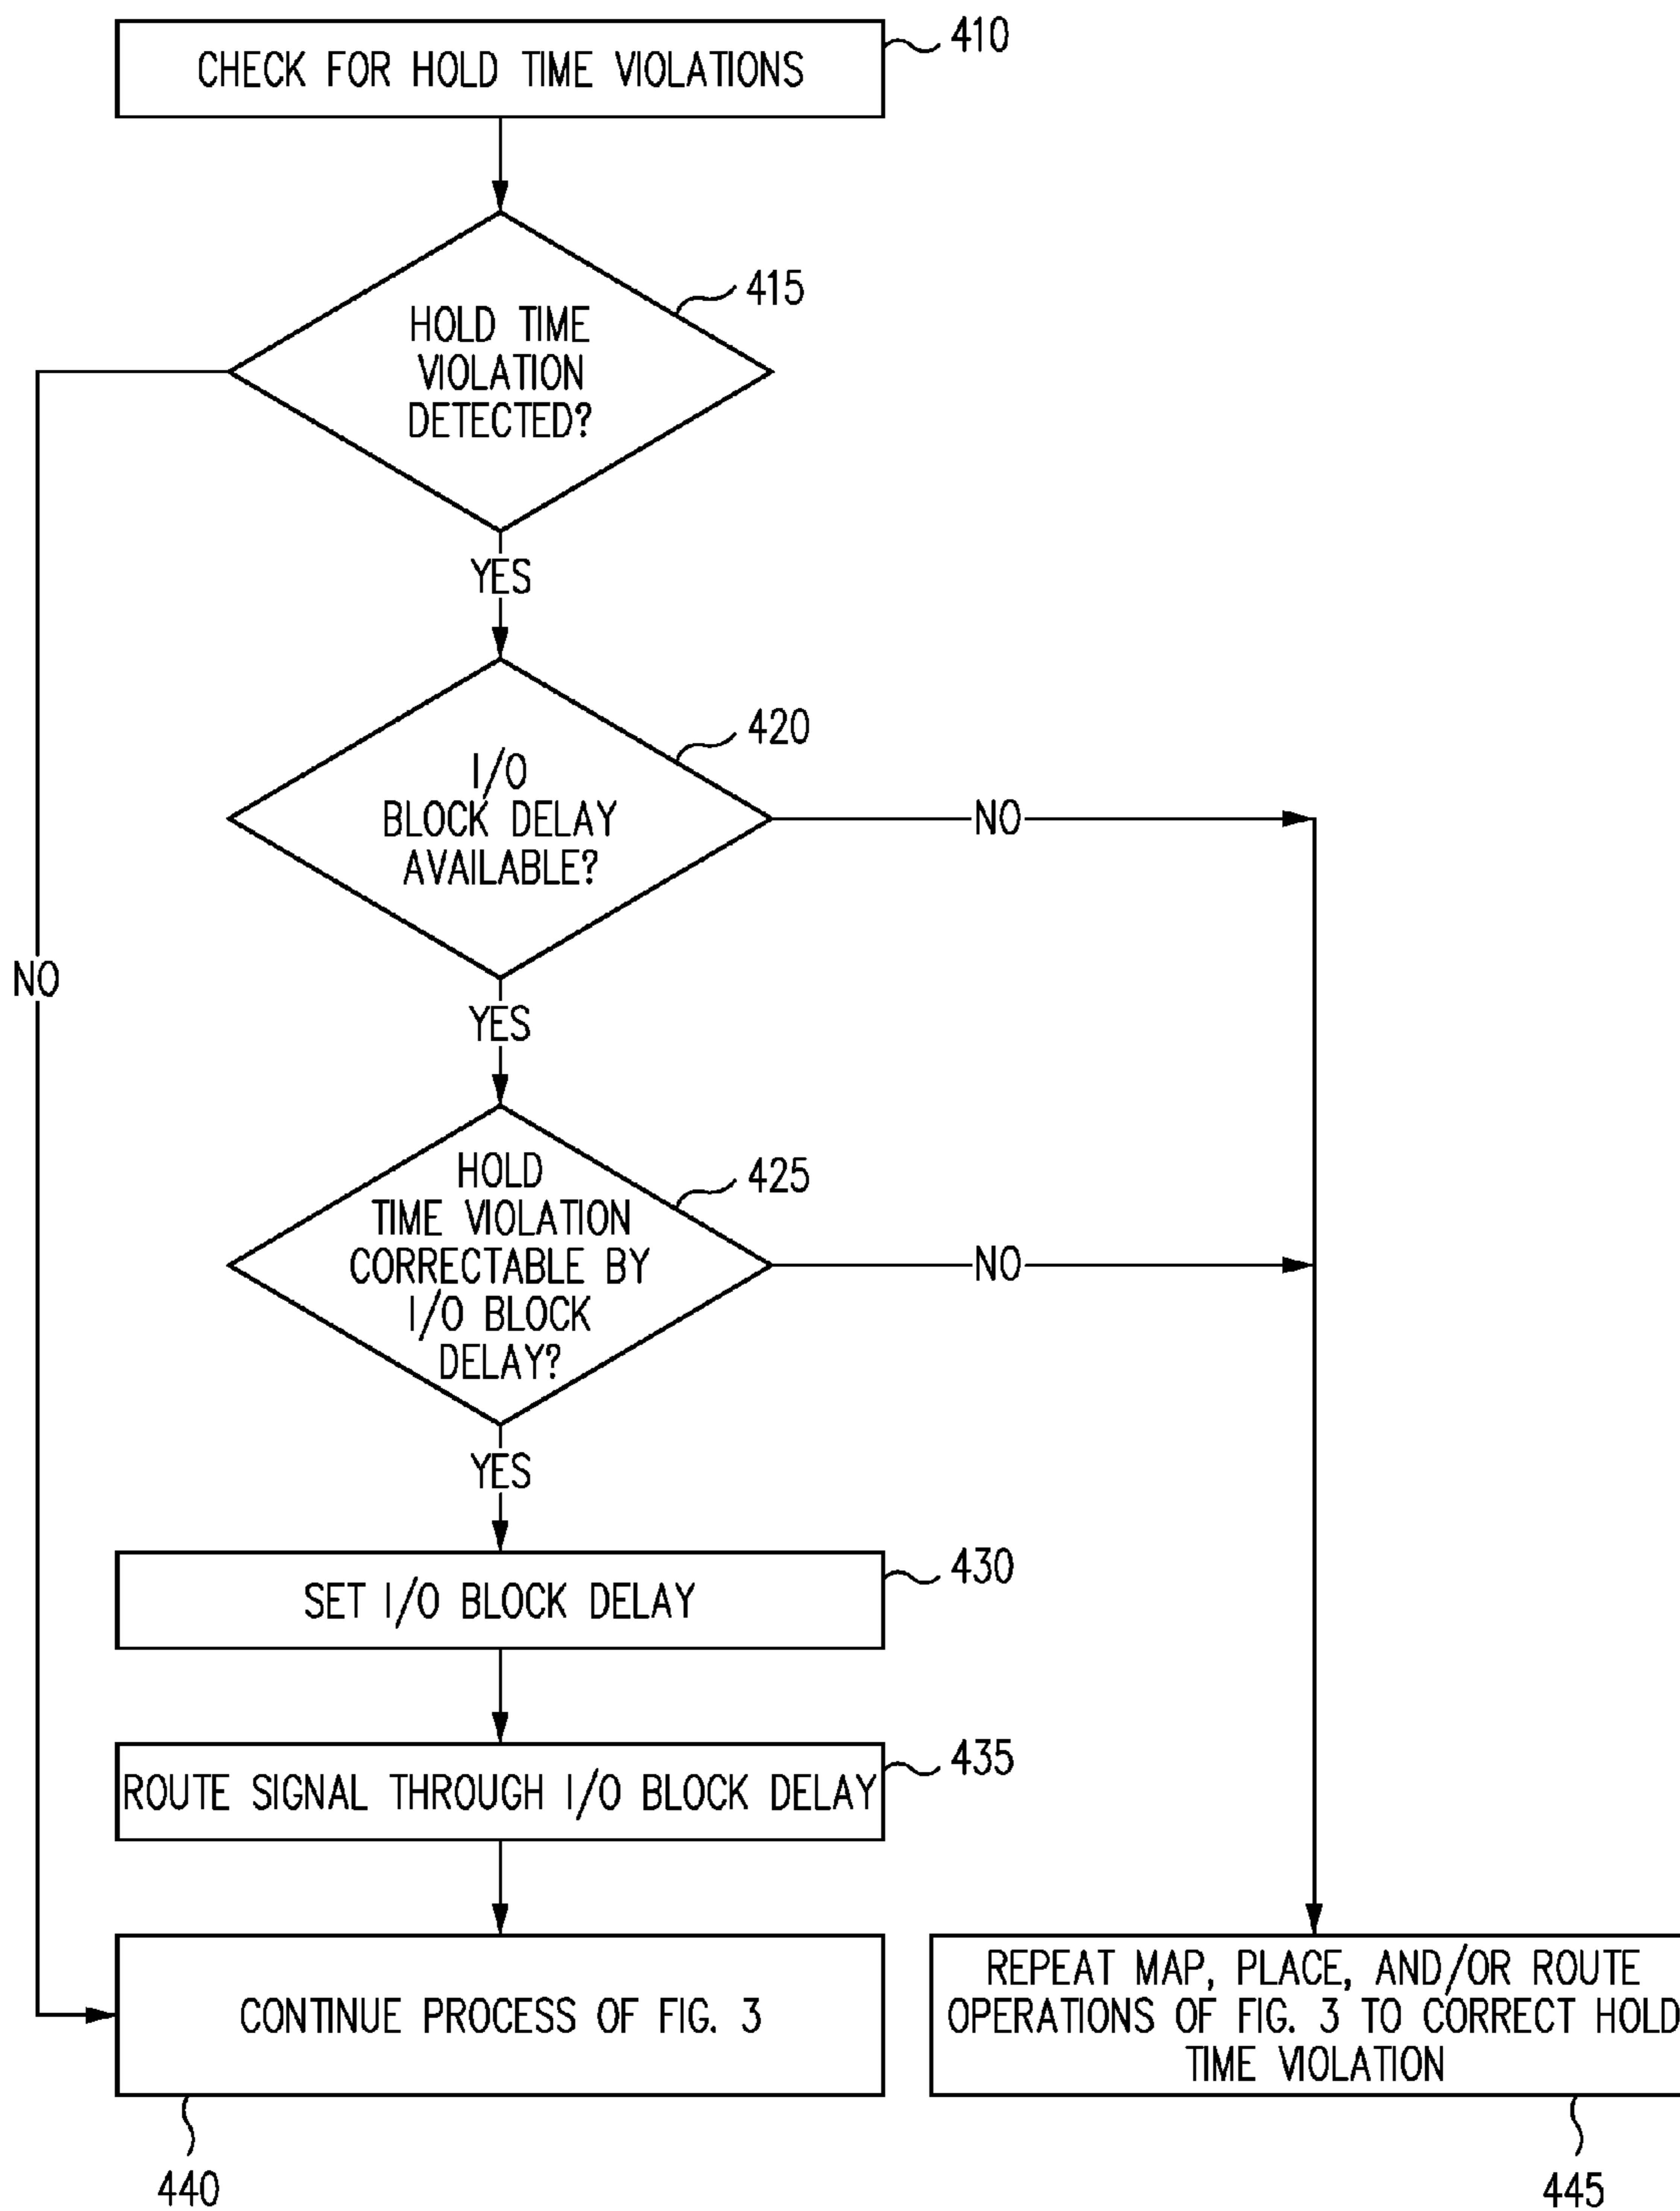 CHECK FOR HOLD TIME VIOLATIONS
410
HOLD TIME
VIOLATION
DETECTED?
415
YES
I/O
BLOCK DELAY
AVAILABLE?
420
NO
NO
YES
HOLD
TIME VIOLATION
CORRECTABLE BY
I/O BLOCK
DELAY?
425
NO
YES
SET I/O BLOCK DELAY
430
ROUTE SIGNAL THROUGH I/O BLOCK DELAY
435
CONTINUE PROCESS OF FIG. 3
440
REPEAT MAP, PLACE, AND/OR ROUTE
OPERATIONS OF FIG. 3 TO CORRECT HOLD
TIME VIOLATION
445